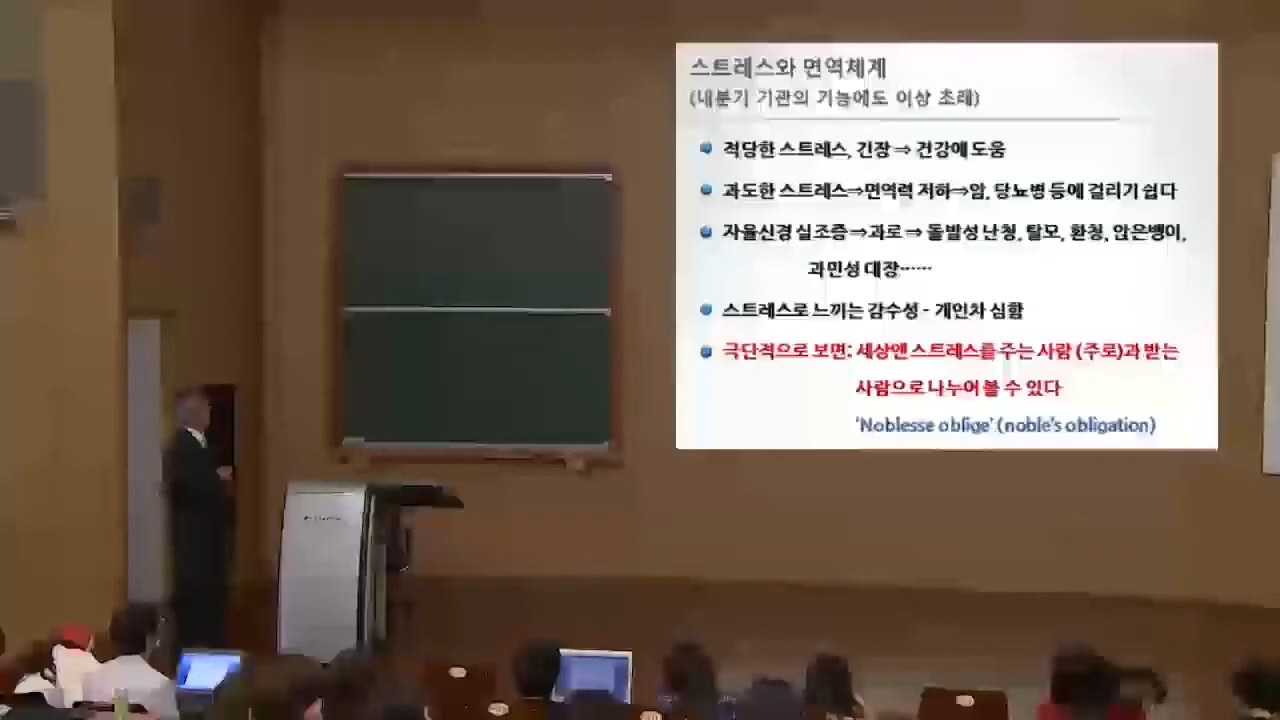 스트레스와 면역체계
(내분기 기관의 기능에도 이상 초래)
적당한 스트레스, 긴장 ⇒ 건강에 도움
과도한 스트레스⇒면역력 저하⇒암, 당뇨병 등에 걸리기 쉽다
자율신경 실조증⇒과로 ⇒ 돌발성 난청, 탈모, 환청, 앉은뱅이,
과민성 대장……
스트레스로 느끼는 감수성 - 개인차 심함
극단적으로 보면: 세상엔 스트레스를 주는 사람 (주로)과 받는
사람으로 나누어 볼 수 있다
'Noblesse oblige' (noble's obligation)